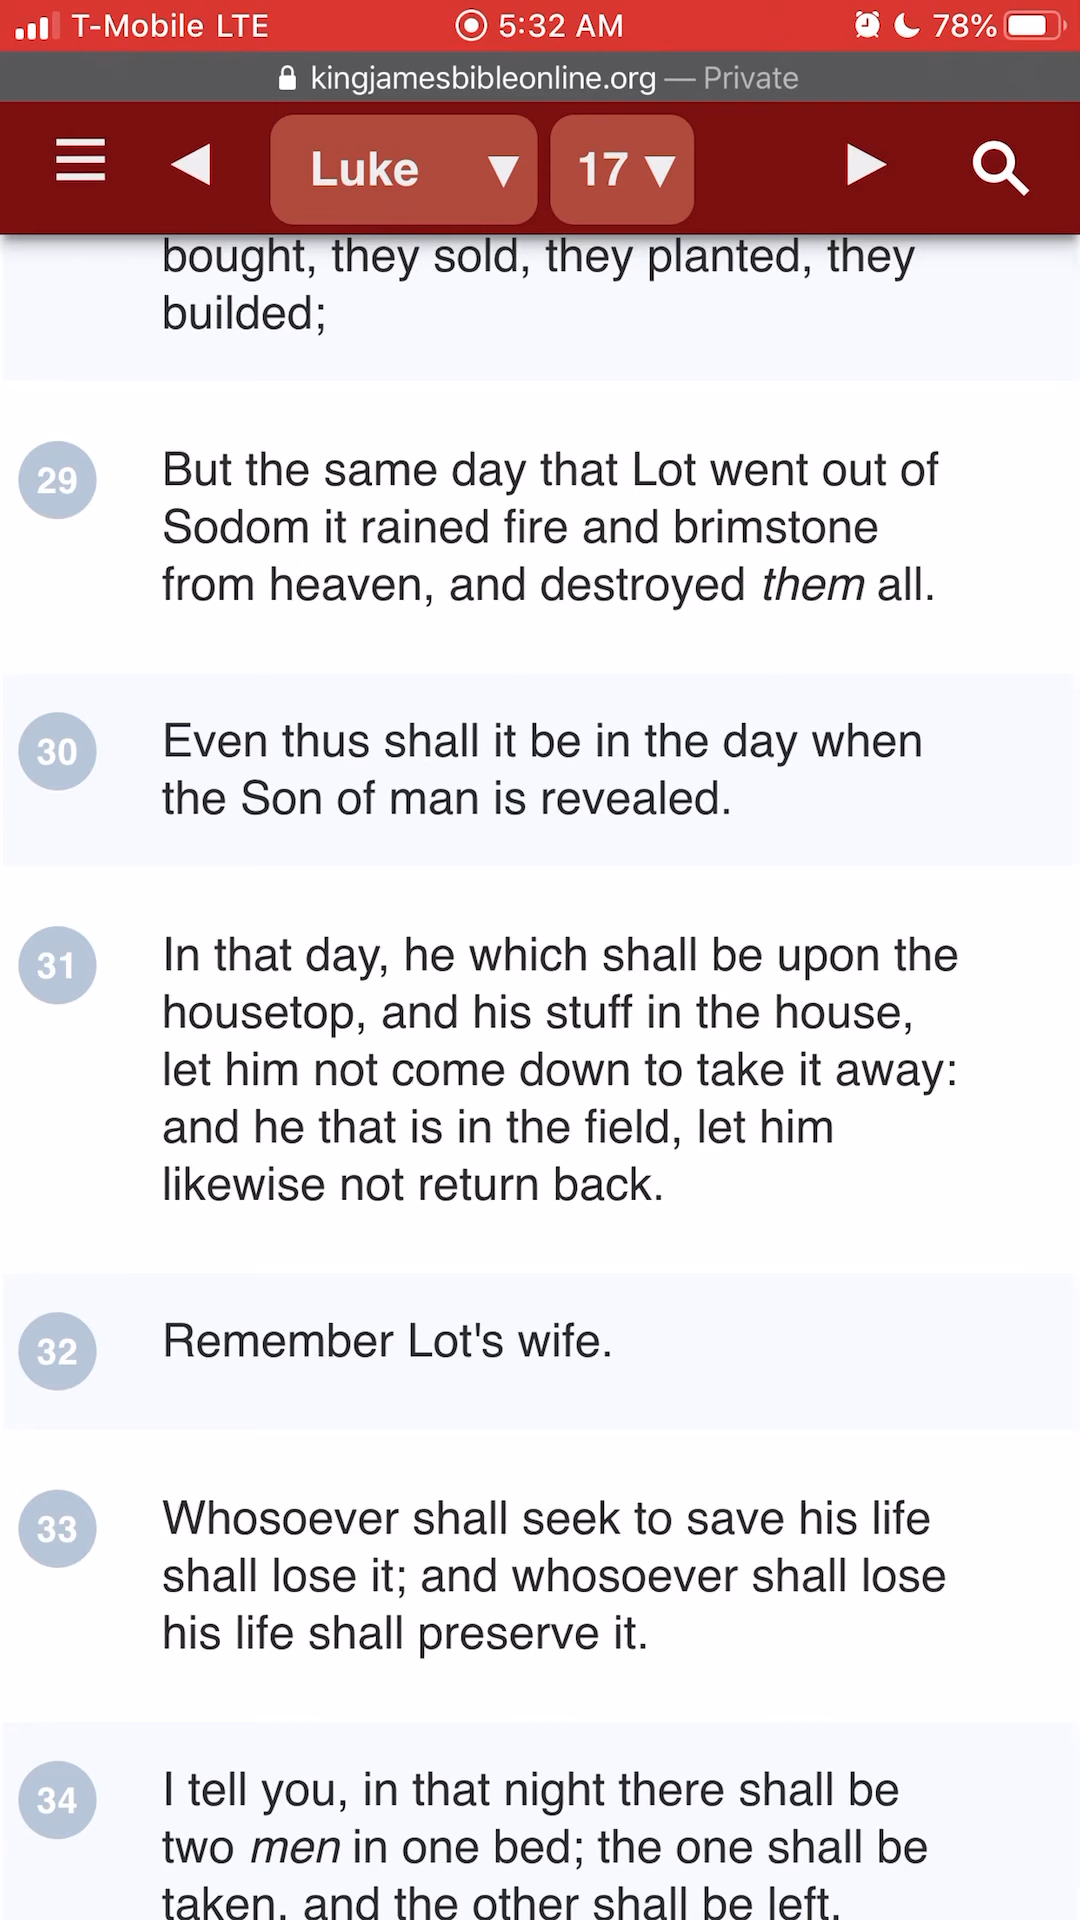 T-Mobile LTE 5:32 AM 78%
kingjamesbibleonline.org — Private
Luke 17
bought, they sold, they planted, they
builded;
29 But the same day that Lot went out of
Sodom it rained fire and brimstone
from heaven, and destroyed them all.
30 Even thus shall it be in the day when
the Son of man is revealed.
31 In that day, he which shall be upon the
housetop, and his stuff in the house,
let him not come down to take it away:
and he that is in the field, let him
likewise not return back.
32 Remember Lot's wife.
33 Whosoever shall seek to save his life
shall lose it; and whosoever shall lose
his life shall preserve it.
34 I tell you, in that night there shall be
two men in one bed; the one shall be
taken, and the other shall be left.